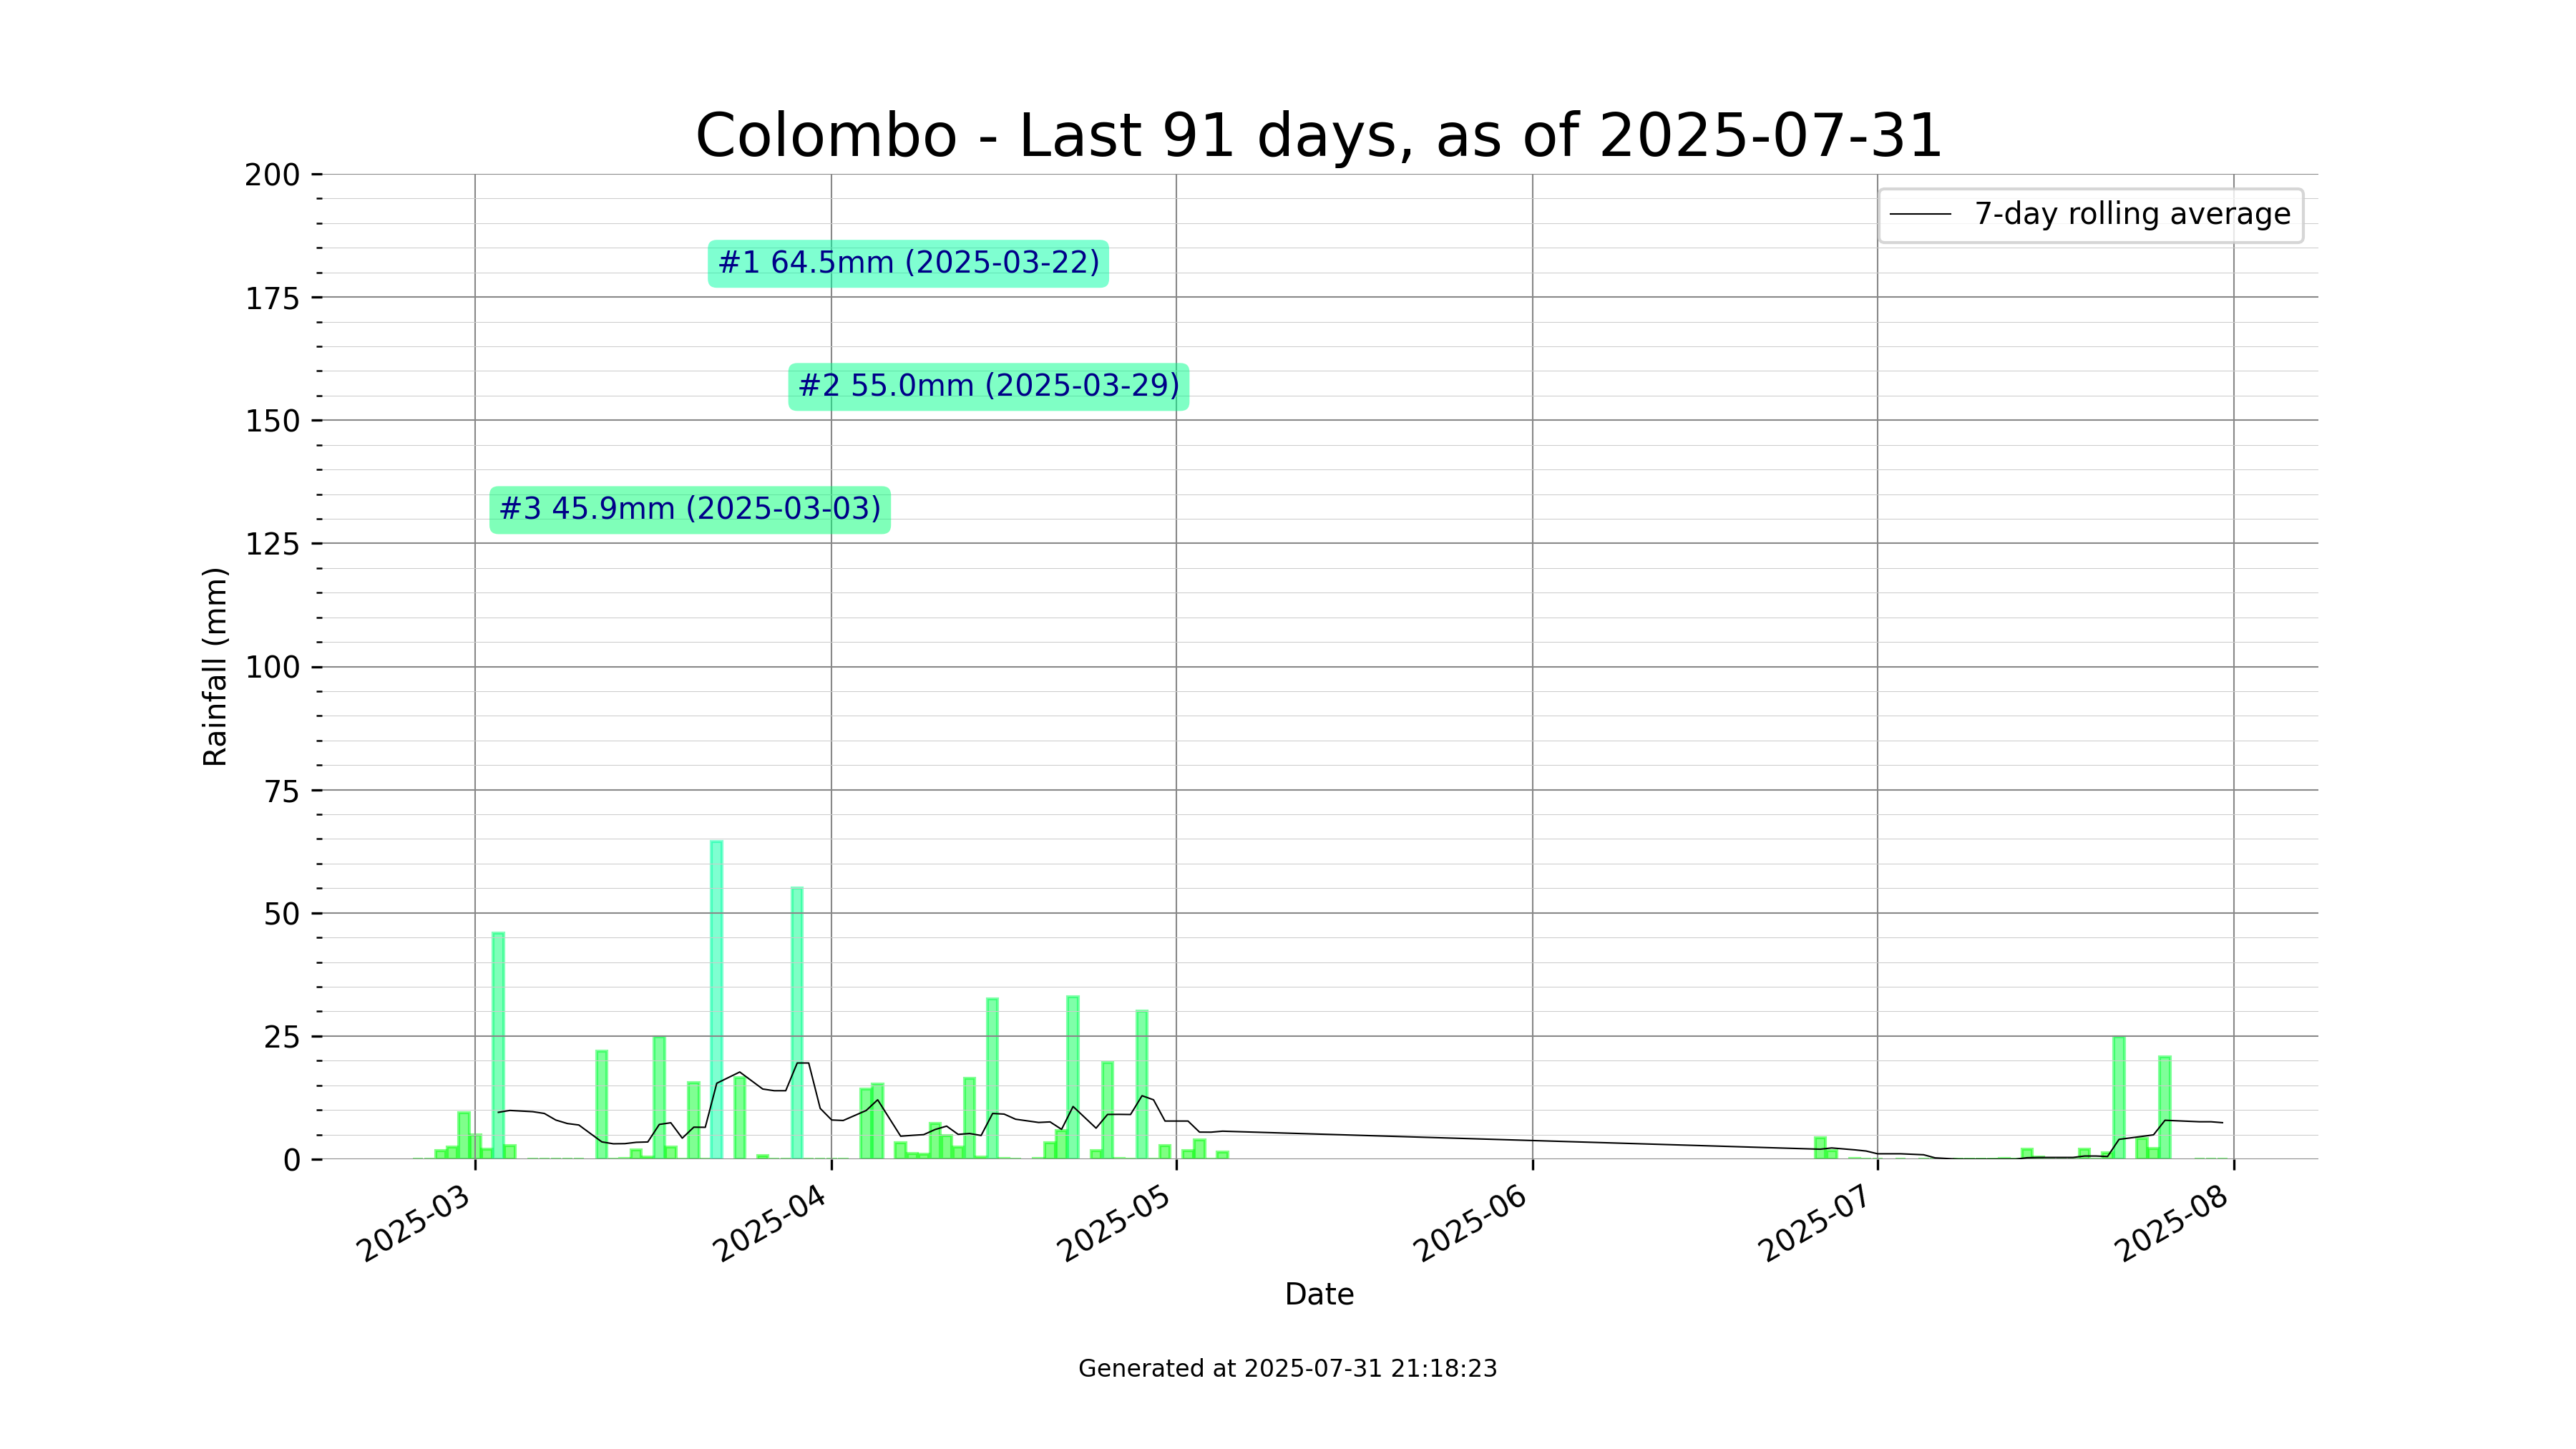 Colombo - Last 91 days, as of 2025-07-31
200
175
150
125
100
75
50
25
0
Rainfall (mm)
7-day rolling average
#1 64.5mm (2025-03-22)
#2 55.0mm (2025-03-29)
#3 45.9mm (2025-03-03)
2025-03
2025-04
2025-05
2025-06
2025-07
2025-08
Date
Generated at 2025-07-31 21:18:23